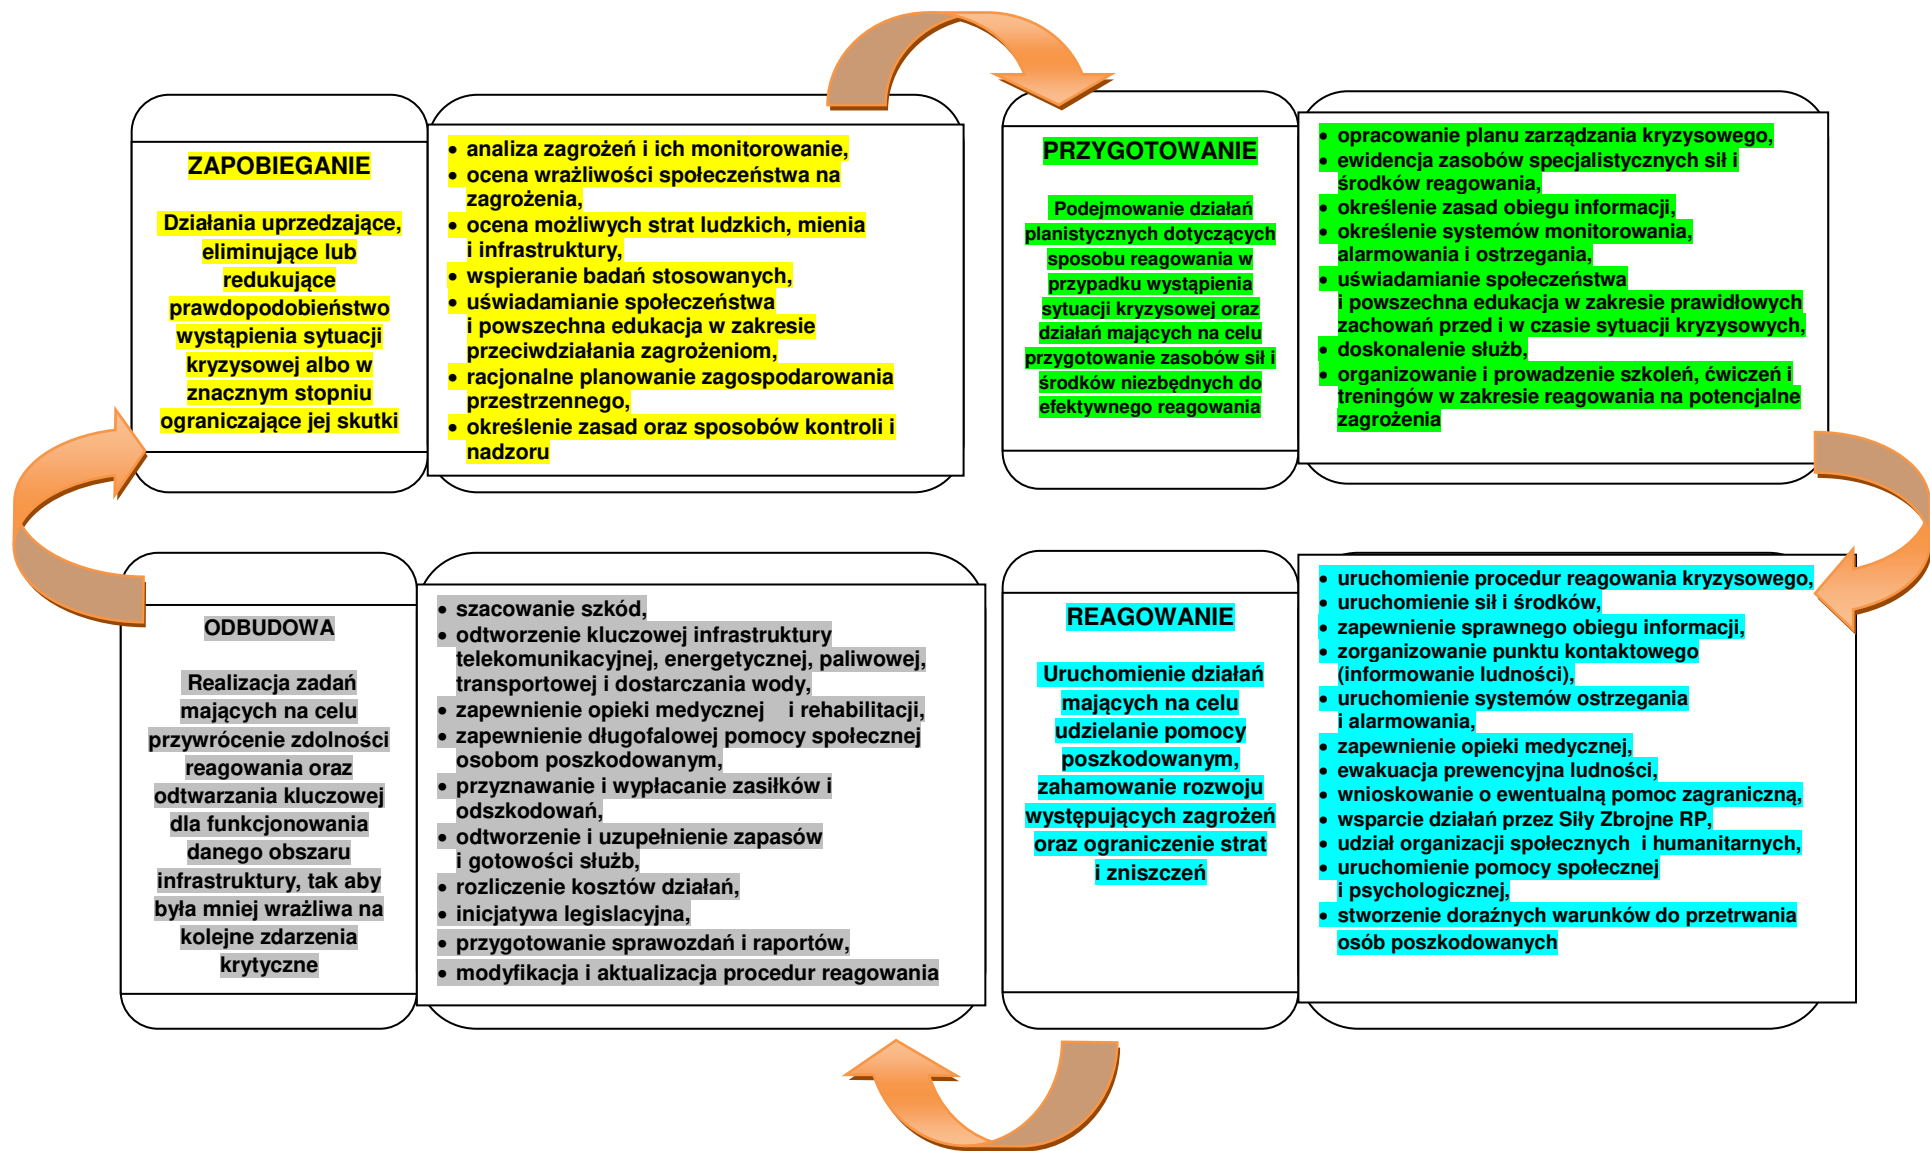 ZAPOBIEGANIE
Działania uprzedzające,
eliminujące lub
redukujące
prawdopodobieństwo
wystąpienia sytuacji
kryzysowej albo w
znacznym stopniu
ograniczające jej skutki
• analiza zagrożeń i ich monitorowanie,
• ocena wrażliwości społeczeństwa na
zagrożenia,
• ocena możliwych strat ludzkich, mienia
i infrastruktury,
• wspieranie badań stosowanych,
• uświadamianie społeczeństwa
i powszechna edukacja w zakresie
przeciwdziałania zagrożeniom,
• racjonalne planowanie zagospodarowania
przestrzennego,
• określenie zasad oraz sposobów kontroli i
nadzoru
PRZYGOTOWANIE
Podejmowanie działań
planistycznych dotyczących
sposobu reagowania w
przypadku wystąpienia
sytuacji kryzysowej oraz
działań mających na celu
przygotowanie zasobów sił i
środków niezbędnych do
efektywnego reagowania
• opracowanie planu zarządzania kryzysowego,
• ewidencja zasobów specjalistycznych sił i
środków reagowania,
• określenie zasad obiegu informacji,
• określenie systemów monitorowania,
alarmowania i ostrzegania,
• uświadamianie społeczeństwa
i powszechna edukacja w zakresie prawidłowych
zachowań przed i w czasie sytuacji kryzysowych,
• doskonalenie służb,
• organizowanie i prowadzenie szkoleń, ćwiczeń i
treningów w zakresie reagowania na potencjalne
zagrożenia
ODBUDOWA
Realizacja zadań
mających na celu
przywrócenie zdolności
reagowania oraz
odtwarzania kluczowej
dla funkcjonowania
danego obszaru
infrastruktury, tak aby
była mniej wrażliwa na
kolejne zdarzenia
krytyczne
• szacowanie szkód,
• odtworzenie kluczowej infrastruktury
telekomunikacyjnej, energetycznej, paliwowej,
transportowej i dostarczania wody,
• zapewnienie opieki medycznej i rehabilitacji,
• zapewnienie długofalowej pomocy społecznej
osobom poszkodowanym,
• przyznawanie i wypłacanie zasiłków i
odszkodowań,
• odtworzenie i uzupełnienie zapasów
i gotowości służb,
• rozliczenie kosztów działań,
• inicjatywa legislacyjna,
• przygotowanie sprawozdań i raportów,
• modyfikacja i aktualizacja procedur reagowania
REAGOWANIE
Uruchomienie działań
mających na celu
udzielanie pomocy
poszkodowanym,
zahamowanie rozwoju
występujących zagrożeń
oraz ograniczenie strat
i zniszczeń
• uruchomienie procedur reagowania kryzysowego,
• uruchomienie sił i środków,
• zapewnienie sprawnego obiegu informacji,
• zorganizowanie punktu kontaktowego
(informowanie ludności),
• uruchomienie systemów ostrzegania
i alarmowania,
• zapewnienie opieki medycznej,
• ewakuacja prewencyjna ludności,
• wnioskowanie o ewentualną pomoc zagraniczną,
• wsparcie działań przez Siły Zbrojne RP,
• udział organizacji społecznych i humanitarnych,
• uruchomienie pomocy społecznej
i psychologicznej,
• stworzenie doraźnych warunków do przetrwania
osób poszkodowanych